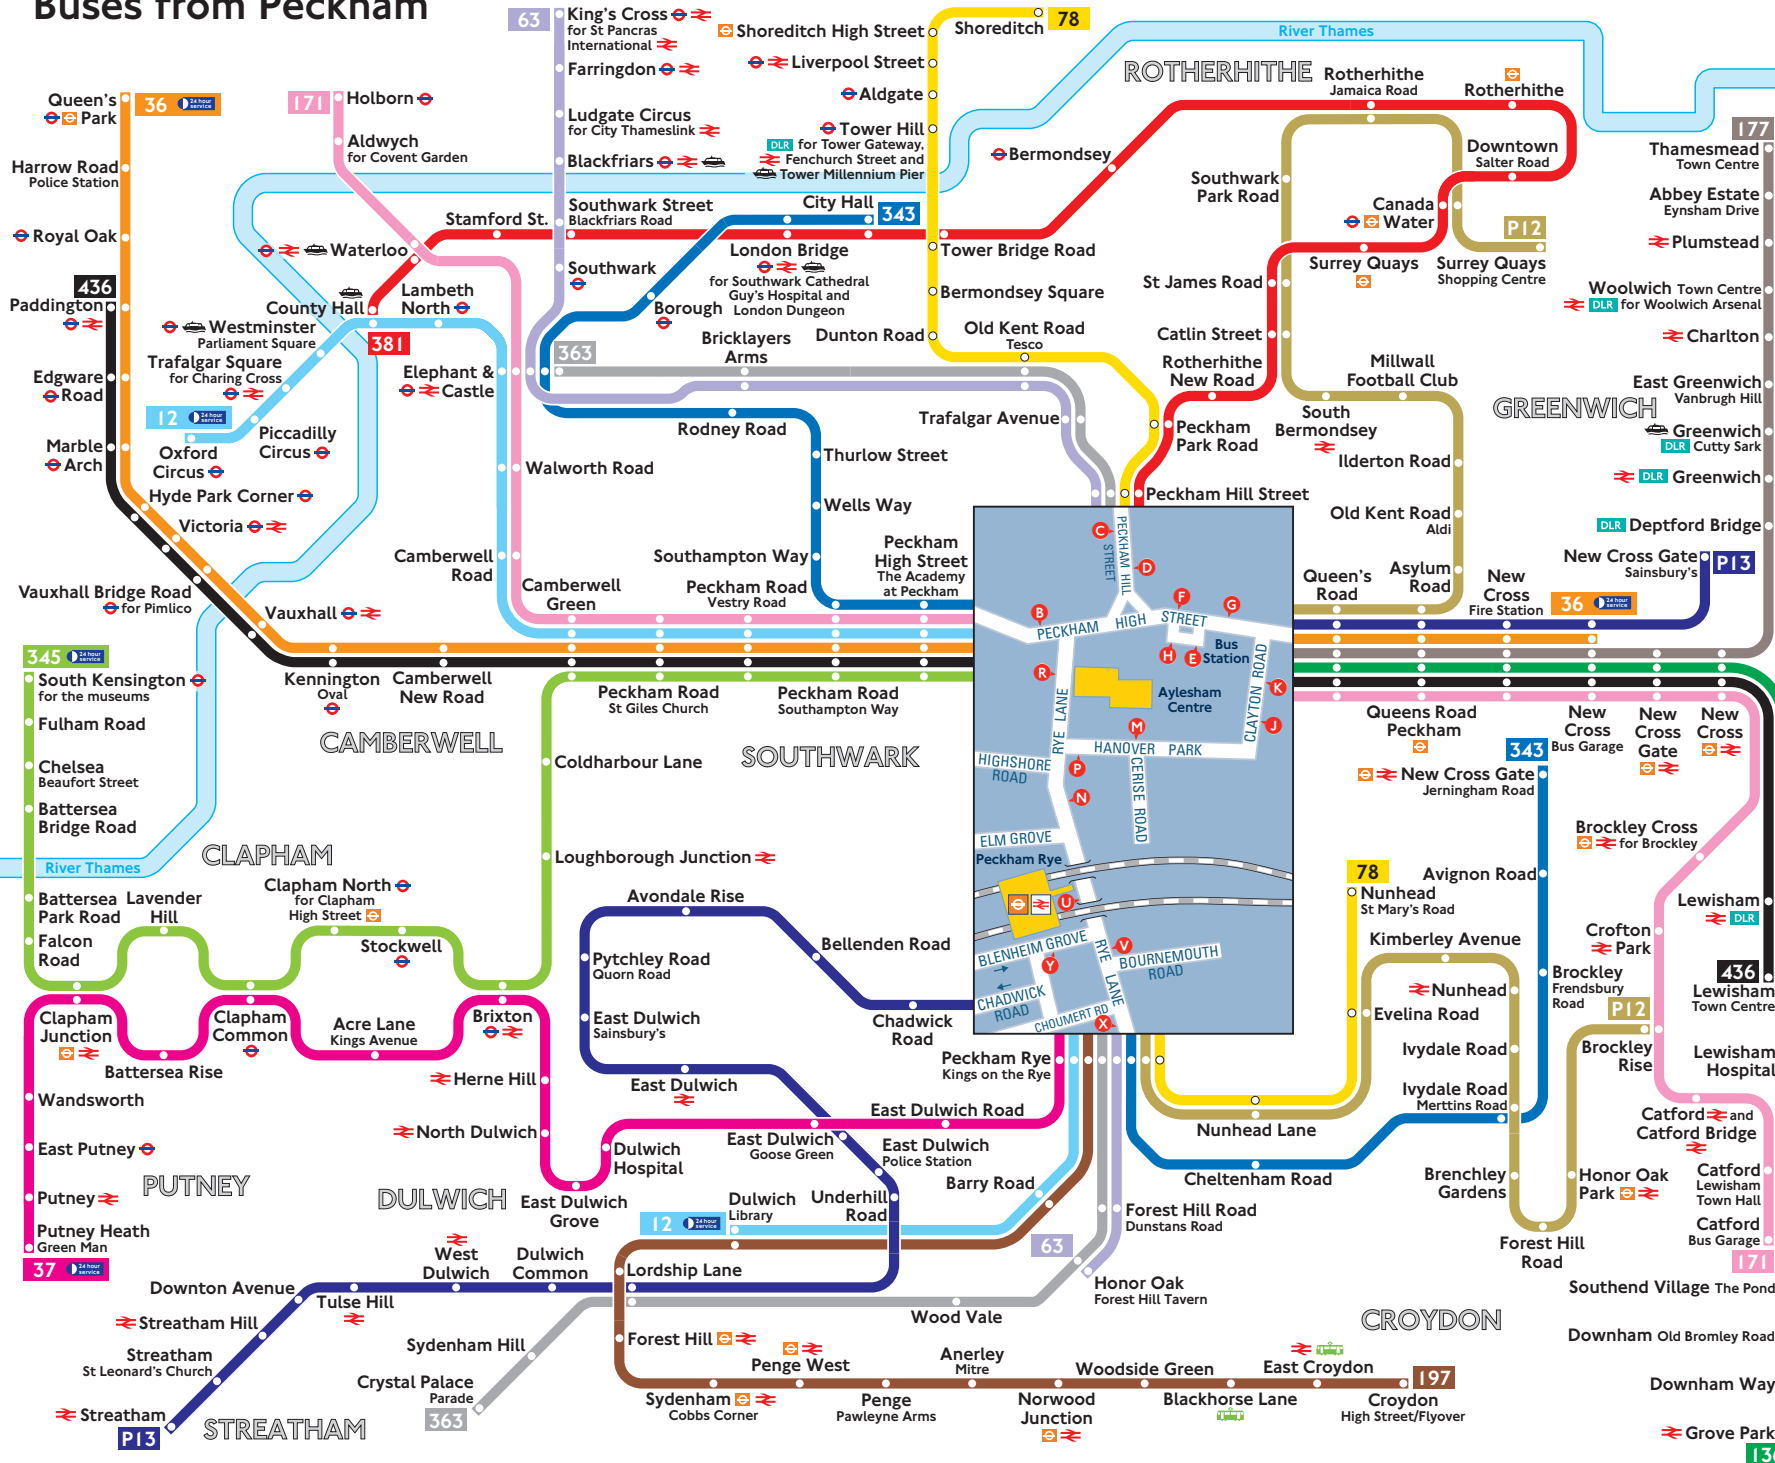 Buses from Peckham
63
King's Cross
for St Pancras
International
Farringdon
Ludgate Circus
for City Thameslink
Blackfriars
Southwark Street
Blackfriars Road
Southwark
78
Shoreditch
Shoreditch High Street
Liverpool Street
Aldgate
Tower Hill
DLR for Tower Gateway,
Fenchurch Street and
Tower Millennium Pier
Tower Bridge Road
Bermondsey Square
Dunton Road
Old Kent Road
Tesco
River Thames
ROTHERHITHE
Rotherhithe
Jamaica Road
Rotherhithe
Bermondsey
Downtown
Salter Road
Southwark
Park Road
Canada
Water
P12
Surrey Quays
Surrey Quays
Shopping Centre
St James Road
Catlin Street
Rotherhithe
New Road
Peckham
Park Road
Peckham Hill Street
Millwall
Football Club
South
Bermondsey
Ilderton Road
Old Kent Road
Aldi
Asylum
Road
Queen's
Road
177
Thamesmead
Town Centre
Abbey Estate
Eynsham Drive
Plumstead
Woolwich Town Centre
DLR for Woolwich Arsenal
Charlton
East Greenwich
Vanbrugh Hill
GREENWICH
Greenwich
DLR Cutty Sark
DLR Greenwich
DLR Deptford Bridge
New Cross Gate
Sainsbury's
P13
New
Cross
Fire Station
36 24 hour service
Queen's
Park
36 24 hour service
Harrow Road
Police Station
Royal Oak
436
Paddington
Edgware
Road
Marble
Arch
Hyde Park Corner
Victoria
Vauxhall Bridge Road
for Pimlico
Vauxhall
171
Holborn
Aldwych
for Covent Garden
Waterloo
Stamford St.
County Hall
381
Lambeth
North
Westminster
Parliament Square
Trafalgar Square
for Charing Cross
12 24 hour service
Oxford
Circus
Piccadilly
Circus
Elephant &
Castle
City Hall
343
London Bridge
for Southwark Cathedral
Guy's Hospital and
London Dungeon
Borough
363
Bricklayers
Arms
Trafalgar Avenue
Rodney Road
Thurlow Street
Wells Way
Southampton Way
Walworth Road
Camberwell
Road
Camberwell
Green
Peckham Road
Vestry Road
Peckham
High Street
The Academy
at Peckham
Kennington
Oval
Camberwell
New Road
Peckham Road
St Giles Church
Peckham Road
Southampton Way
CAMBERWELL
SOUTHWARK
345 24 hour service
South Kensington
for the museums
Fulham Road
Chelsea
Beaufort Street
Battersea
Bridge Road
River Thames
Battersea
Park Road
Falcon
Road
Lavender
Hill
CLAPHAM
Clapham North
for Clapham
High Street
Stockwell
Coldharbour Lane
Loughborough Junction
Clapham
Junction
Battersea Rise
Clapham
Common
Acre Lane
Kings Avenue
Brixton
Wandsworth
East Putney
Putney
PUTNEY
Putney Heath
Green Man
37 24 hour service
Herne Hill
North Dulwich
DULWICH
East Dulwich
Grove
Dulwich
Hospital
East Dulwich
Goose Green
East Dulwich Road
Peckham Rye
Kings on the Rye
Avondale Rise
Bellenden Road
Chadwick
Road
Pytchley Road
Quorn Road
East Dulwich
Sainsbury's
East Dulwich
East Dulwich
Police Station
Underhill
Road
Barry Road
12 24 hour service
Dulwich
Library
Lordship Lane
Dulwich
Common
West
Dulwich
Tulse Hill
Downton Avenue
Streatham Hill
Streatham
St Leonard's Church
Streatham
P13
STREATHAM
Sydenham Hill
Crystal Palace
Parade
363
Wood Vale
Forest Hill Road
Dunstans Road
63
Honor Oak
Forest Hill Tavern
Forest Hill
Sydenham
Cobbs Corner
Penge West
Penge
Pawleyne Arms
Anerley
Mitre
Norwood
Junction
Woodside Green
Blackhorse Lane
East Croydon
Croydon
High Street/Flyover
197
CROYDON
C
D
PECKHAM HILL
STREET
F
G
B
PECKHAM HIGH STREET
H
E
Bus
Station
R
Aylesham
Centre
CLAYTON ROAD
K
J
M
RYE LANE
HANOVER PARK
HIGHSHORE
ROAD
P
N
CERISE ROAD
ELM GROVE
Peckham Rye
U
BLENHEIM GROVE
Y
V
RYE LANE
BOURNEMOUTH
ROAD
CHADWICK
ROAD
CHOUMERT RD
X
Queens Road
Peckham
New
Cross
Bus Garage
New
Cross
Gate
New
Cross
343
New Cross Gate
Jerningham Road
Avignon Road
Brockley
Frendsbury
Road
78
Nunhead
St Mary's Road
Kimberley Avenue
Nunhead
Evelina Road
Ivydale Road
Ivydale Road
Merttins Road
Nunhead Lane
Cheltenham Road
Brenchley
Gardens
Forest Hill
Road
Honor Oak
Park
P12
Brockley
Rise
Crofton
Park
Brockley Cross
for Brockley
Lewisham
DLR
436
Lewisham
Town Centre
Lewisham
Hospital
Catford and
Catford Bridge
Catford
Lewisham
Town Hall
Catford
Bus Garage
171
Southend Village The Pond
Downham Old Bromley Road
Downham Way
Grove Park